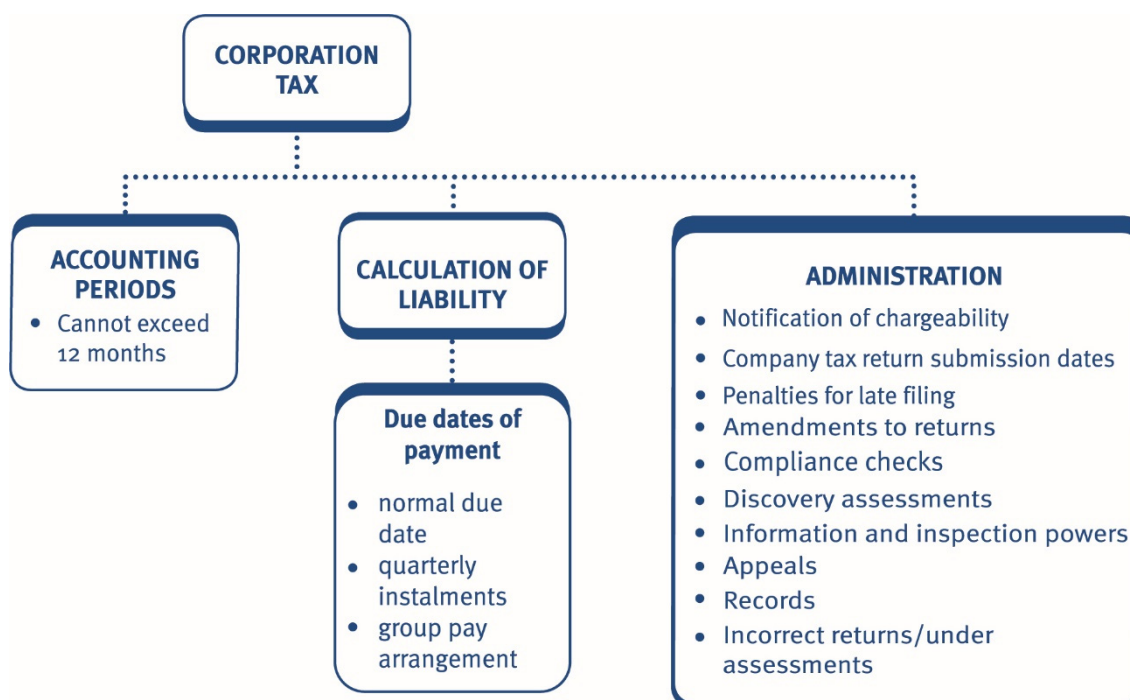 CORPORATION
TAX
ACCOUNTING
PERIODS
• Cannot exceed
12 months
CALCULATION OF
LIABILITY
Due dates of
payment
• normal due
date
• quarterly
instalments
• group pay
arrangement
ADMINISTRATION
• Notification of chargeability
• Company tax return submission dates
• Penalties for late filing
• Amendments to returns
• Compliance checks
• Discovery assessments
• Information and inspection powers
• Appeals
• Records
• Incorrect returns/under
assessments